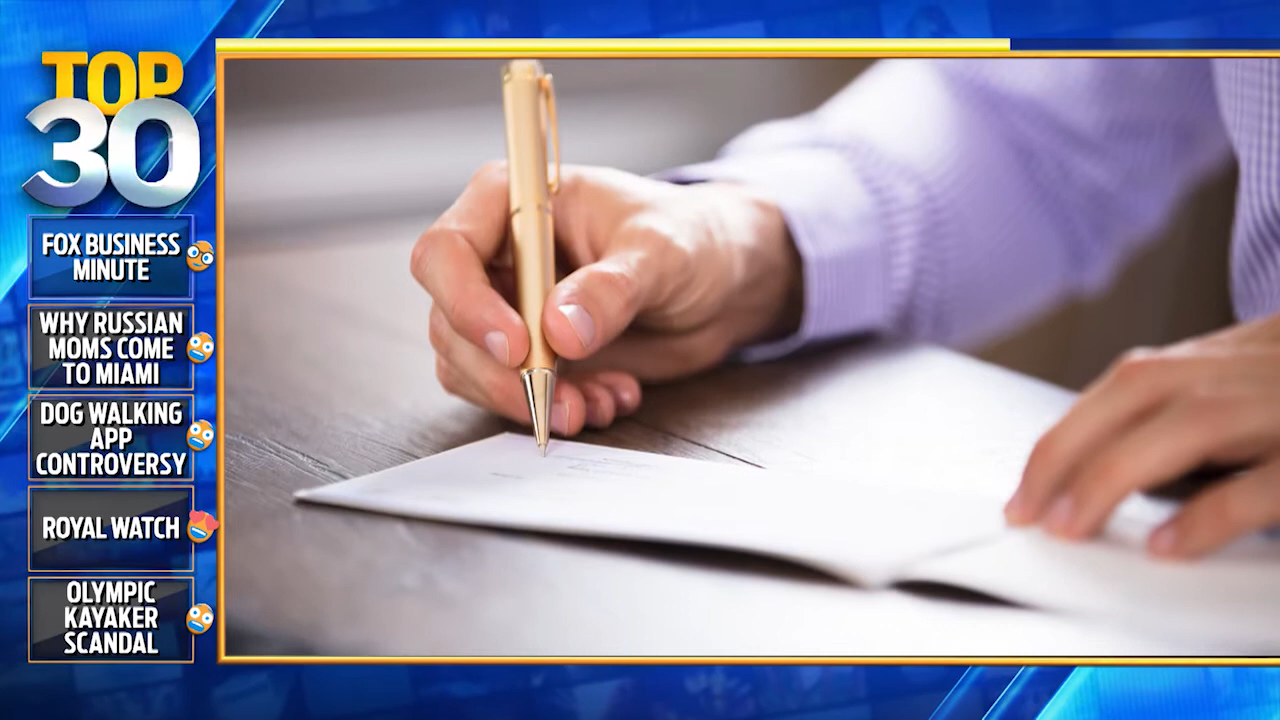 TOP
30
FOX BUSINESS
MINUTE
WHY RUSSIAN
MOMS COME
TO MIAMI
DOG WALKING
APP
CONTROVERSY
ROYAL WATCH
OLYMPIC
KAYAKER
SCANDAL